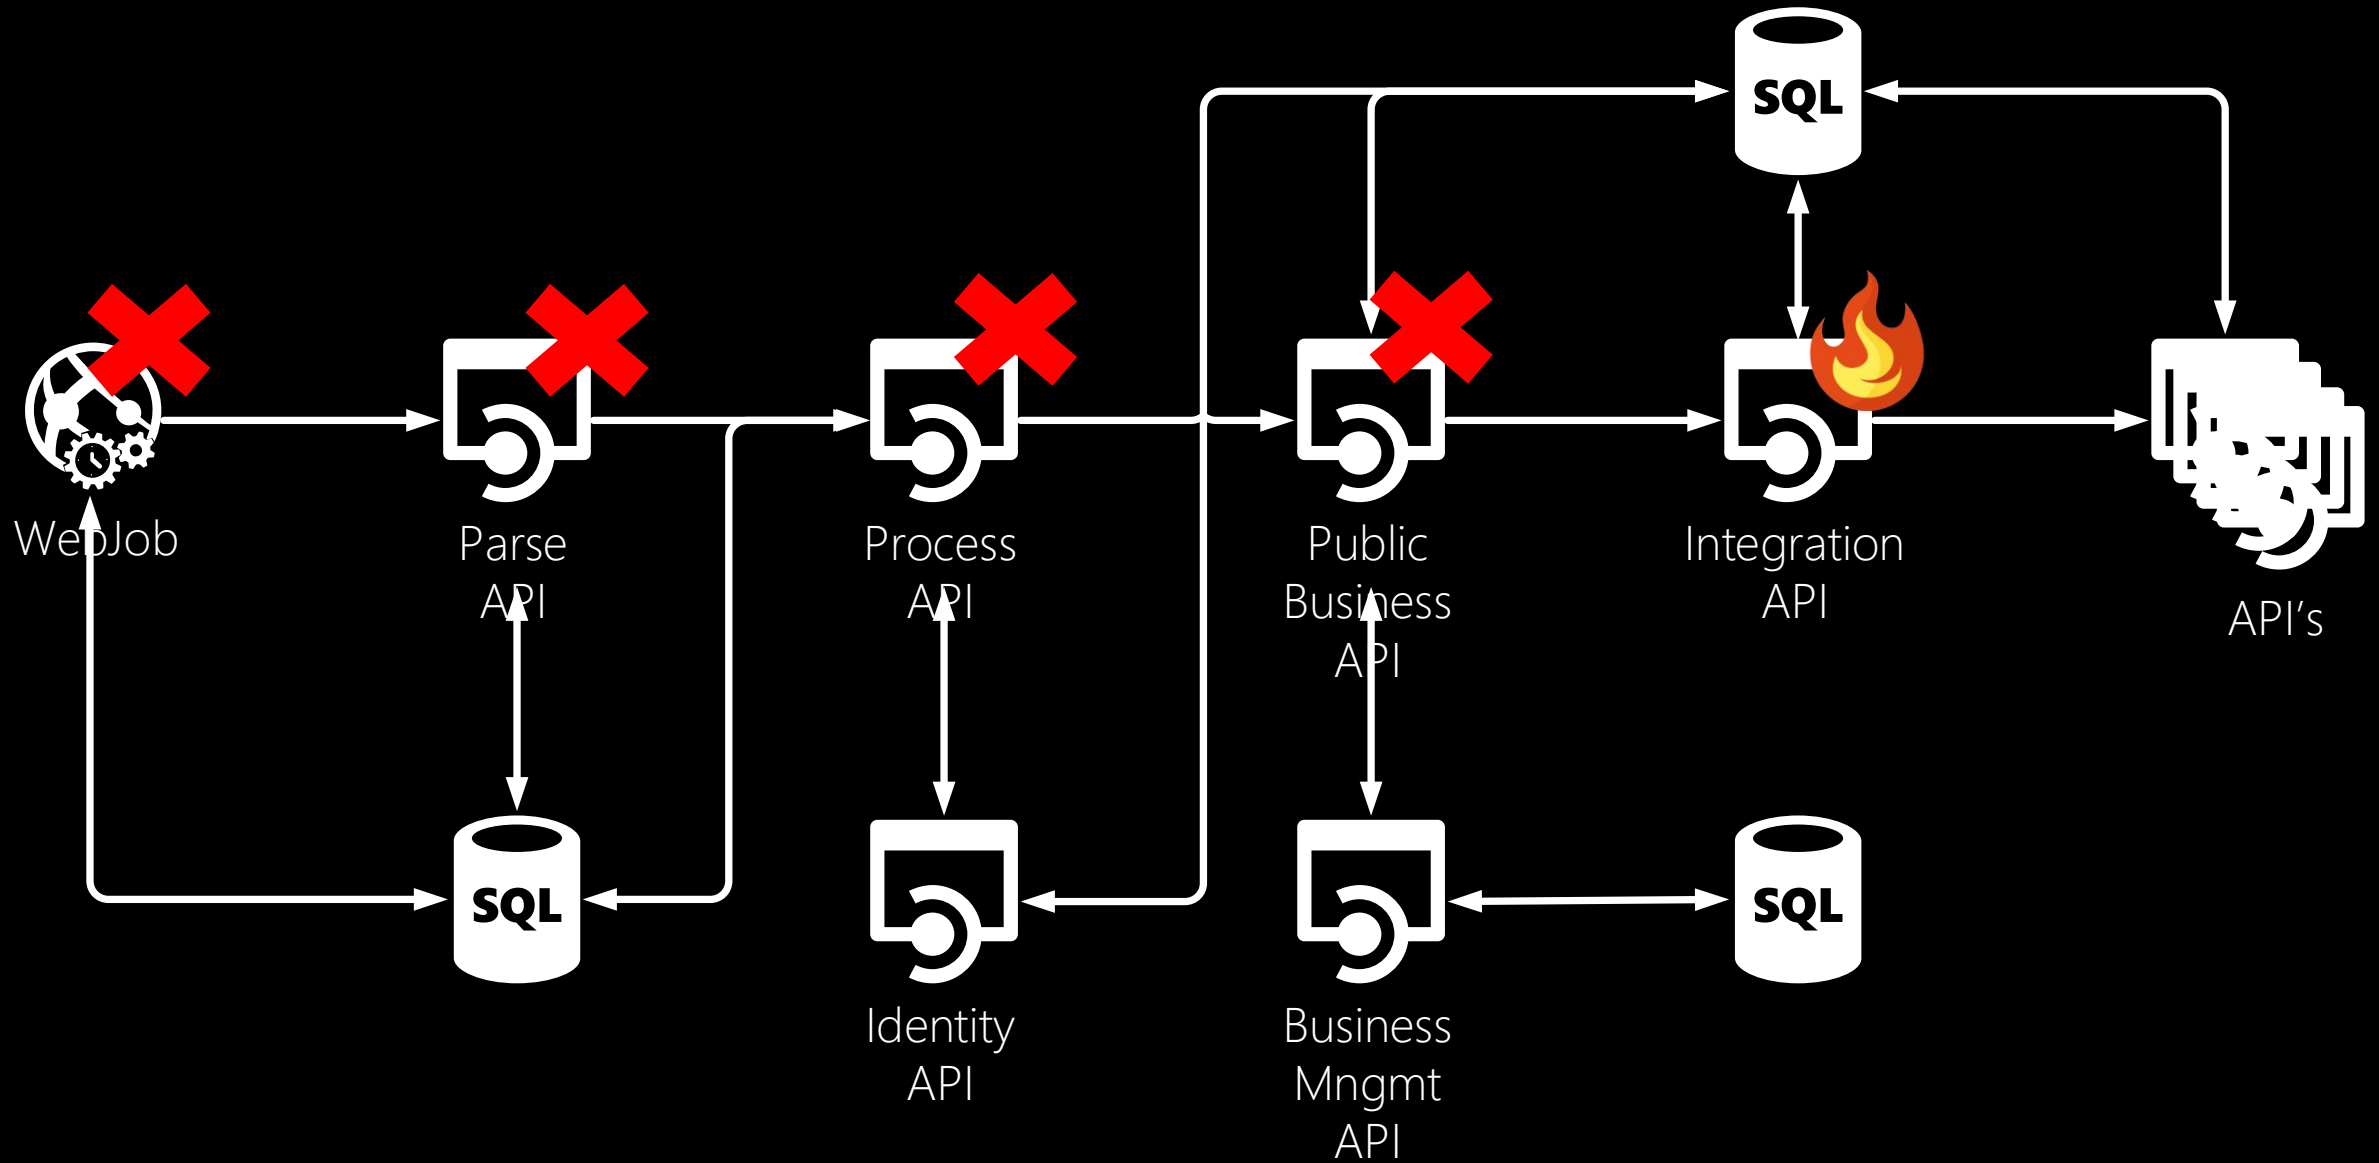 SQL
WebJob
Parse
API
Process
API
Public
Business
API
Integration
API
API's
SQL
SQL
Identity
API
Business
Mngmt
API